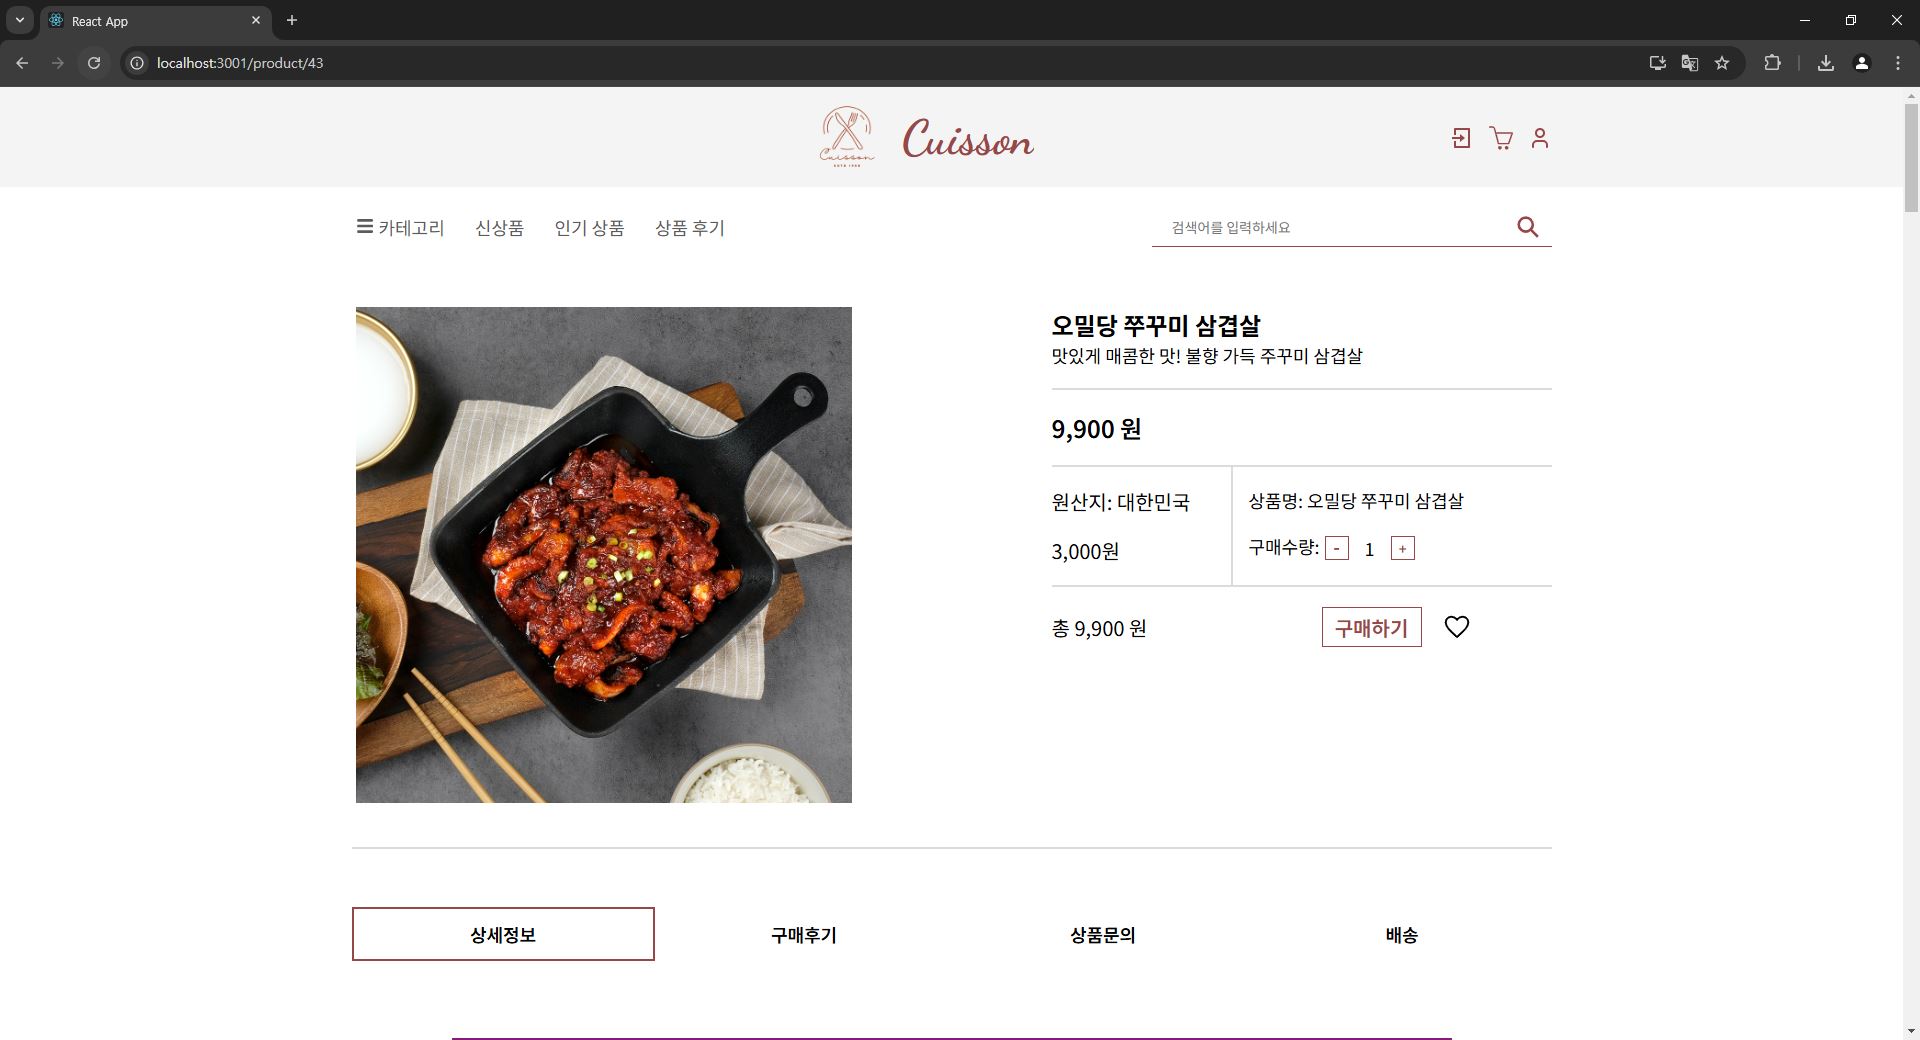 React App
localhost:3001/product/43
Cuisson
Cuisson
카테고리 신상품 인기 상품 상품 후기
검색어를 입력하세요
오밀당 쭈꾸미 삼겹살
맛있게 매콤한 맛! 불향 가득 주꾸미 삼겹살
9,900 원
원산지: 대한민국
3,000원
상품명: 오밀당 쭈꾸미 삼겹살
구매수량: - 1 +
총 9,900 원
구매하기
상세정보 구매후기 상품문의 배송